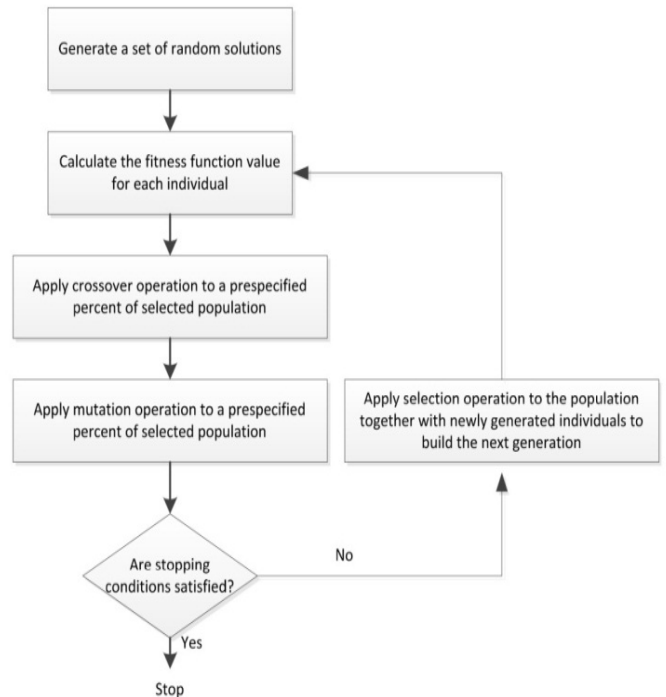 Generate a set of random solutions
Calculate the fitness function value
for each individual
Apply crossover operation to a prespecified
percent of selected population
Apply mutation operation to a prespecified
percent of selected population
Apply selection operation to the population
together with newly generated individuals to
build the next generation
Are stopping
conditions satisfied?
No
Yes
Stop